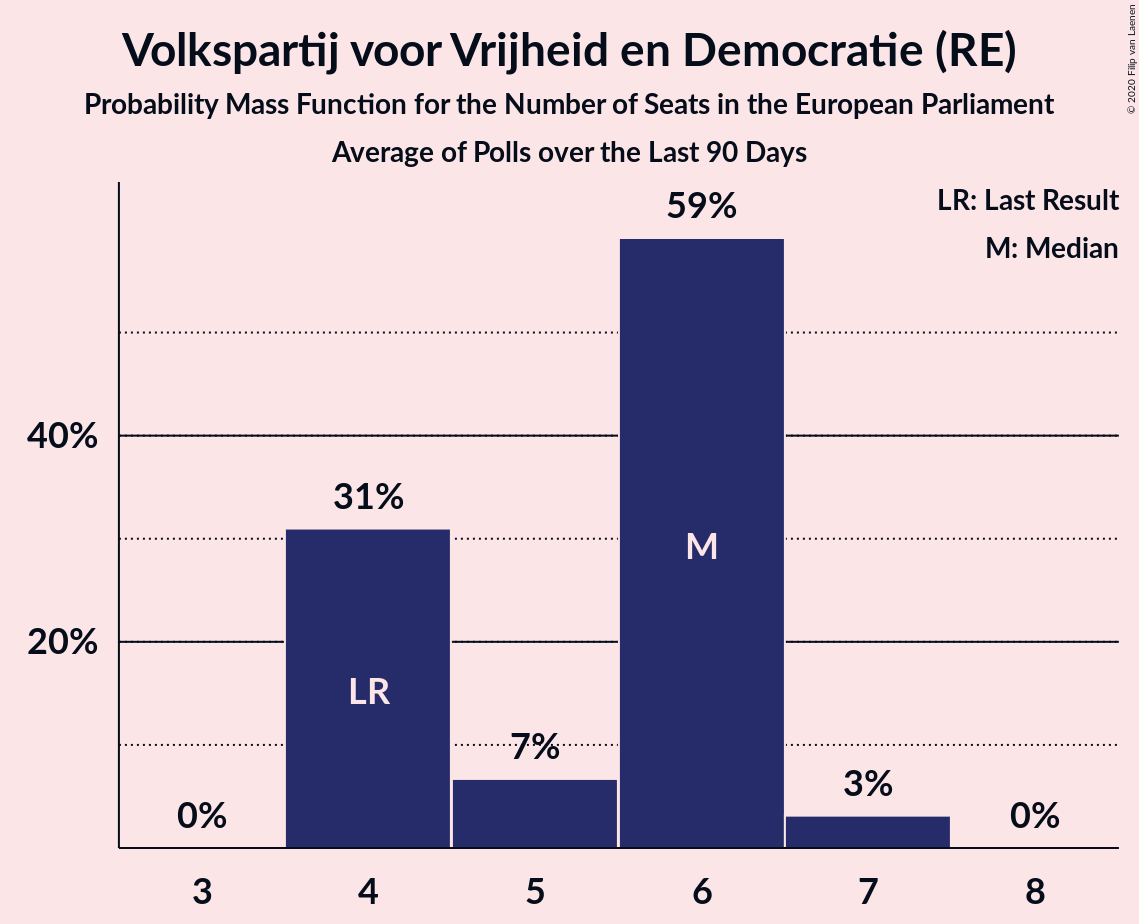 Volkspartij voor Vrijheid en Democratie (RE)
Probability Mass Function for the Number of Seats in the European Parliament
Average of Polls over the Last 90 Days
© 2020 Filip van Laenen
LR: Last Result
M: Median
59%
40%
31%
M
20%
LR
7%
3%
0%
0%
3 4 5 6 7 8